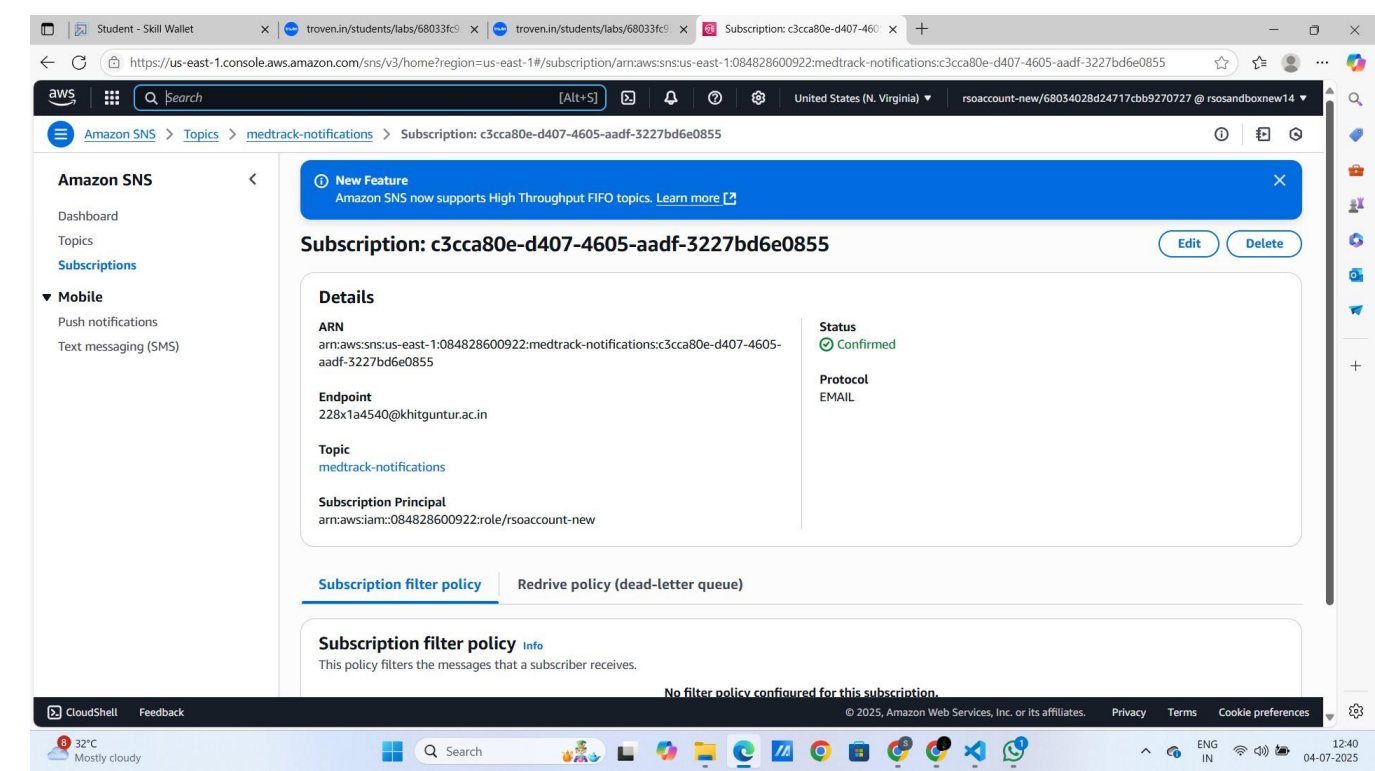 Student - Skill Wallet
troven.in/students/labs/68033fc9
troven.in/students/labs/68033fc9
Subscription: c3cca80e-d407-460
https://us-east-1.console.aws.amazon.com/sns/v3/home?region=us-east-1#/subscription/arn:aws:sns:us-east-1:084828600922:medtrack-notifications:c3cca80e-d407-4605-aadf-3227bd6e0855
aws
Search
[Alt+S]
United States (N. Virginia)
rsoaccount-new/68034028d24717cbb9270727 @ rsosandboxnew14
Amazon SNS > Topics > medtrack-notifications > Subscription: c3cca80e-d407-4605-aadf-3227bd6e0855
Amazon SNS
Dashboard
Topics
Subscriptions
Mobile
Push notifications
Text messaging (SMS)
New Feature
Amazon SNS now supports High Throughput FIFO topics. Learn more
Subscription: c3cca80e-d407-4605-aadf-3227bd6e0855
Edit
Delete
Details
ARN
arn:aws:sns:us-east-1:084828600922:medtrack-notifications:c3cca80e-d407-4605-
aadf-3227bd6e0855
Endpoint
228x1a4540@khitguntur.ac.in
Topic
medtrack-notifications
Subscription Principal
arn:aws:iam::084828600922:role/rsoaccount-new
Status
Confirmed
Protocol
EMAIL
Subscription filter policy
Redrive policy (dead-letter queue)
Subscription filter policy Info
This policy filters the messages that a subscriber receives.
No filter policy configured for this subscription.
CloudShell
Feedback
© 2025, Amazon Web Services, Inc. or its affiliates.
Privacy
Terms
Cookie preferences
8
32°C
Mostly cloudy
Search
ENG
IN
12:40
04-07-2025